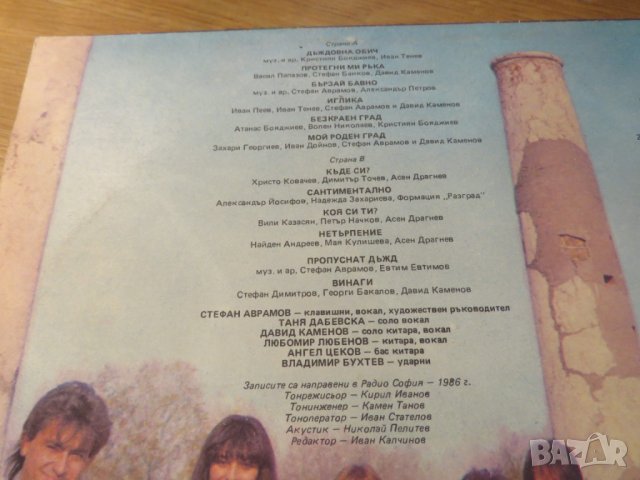 Страна А
ДЪЖДОВНА ОБИЧ
муз. и ар. Кристиян Бояджиев, Иван Тенев
ПРОТЕГНИ МИ РЪКА
Васил Пипазов, Стефан Банков, Давид Каменов
БЪРЗАЙ БАВНО
муз. и ар. Стефан Аврамов, Александър Петров
ИГЛИКА
Иван Пеев, Иван Тенев, Стефан Аврамов и Давид Каменов
БЕЗКРАЕН ГРАД
Атанас Бояджиев, Волен Николаев, Кристиян Бояджиев
МОЙ РОДЕН ГРАД
Захари Георгиев, Иван Дойнов, Стефан Аврамов и Давид Каменов
Страна В
КЪДЕ СИ?
Христо Ковачев, Димитър Точев, Асен Драгнев
САНТИМЕНТАЛНО
Александър Йосифов, Надежда Захариева, Формация „Разград"
КОЯ СИ ТИ?
Вили Казасян, Петър Начков, Асен Драгнев
НЕТЪРПЕНИЕ
Найден Андреев, Мая Кулишева, Асен Драгнев
ПРОПУСНАТ ДЪЖД
муз. и ар. Стефан Аврамов, Евтим Евтимов
ВИНАГИ
Стефан Димитров, Георги Бакалов, Давид Каменов
СТЕФАН АВРАМОВ — клавишни, вокал, художествен ръководител
ТАНЯ ДАБЕВСКА — соло вокал
ДАВИД КАМЕНОВ — соло китара, вокал
ЛЮБОМИР ЛЮБЕНОВ — китара, вокал
АНГЕЛ ЦЕКОВ — бас китара
ВЛАДИМИР БУХТЕВ — ударни
Записите са направени в Радио София — 1986 г.
Тонрежисьор — Кирил Иванов
Тонинженер — Камен Танов
Тоноператор — Иван Стателов
Акустик — Николай Пелитев
Редактор — Иван Капчинов
BAZAR
.bg